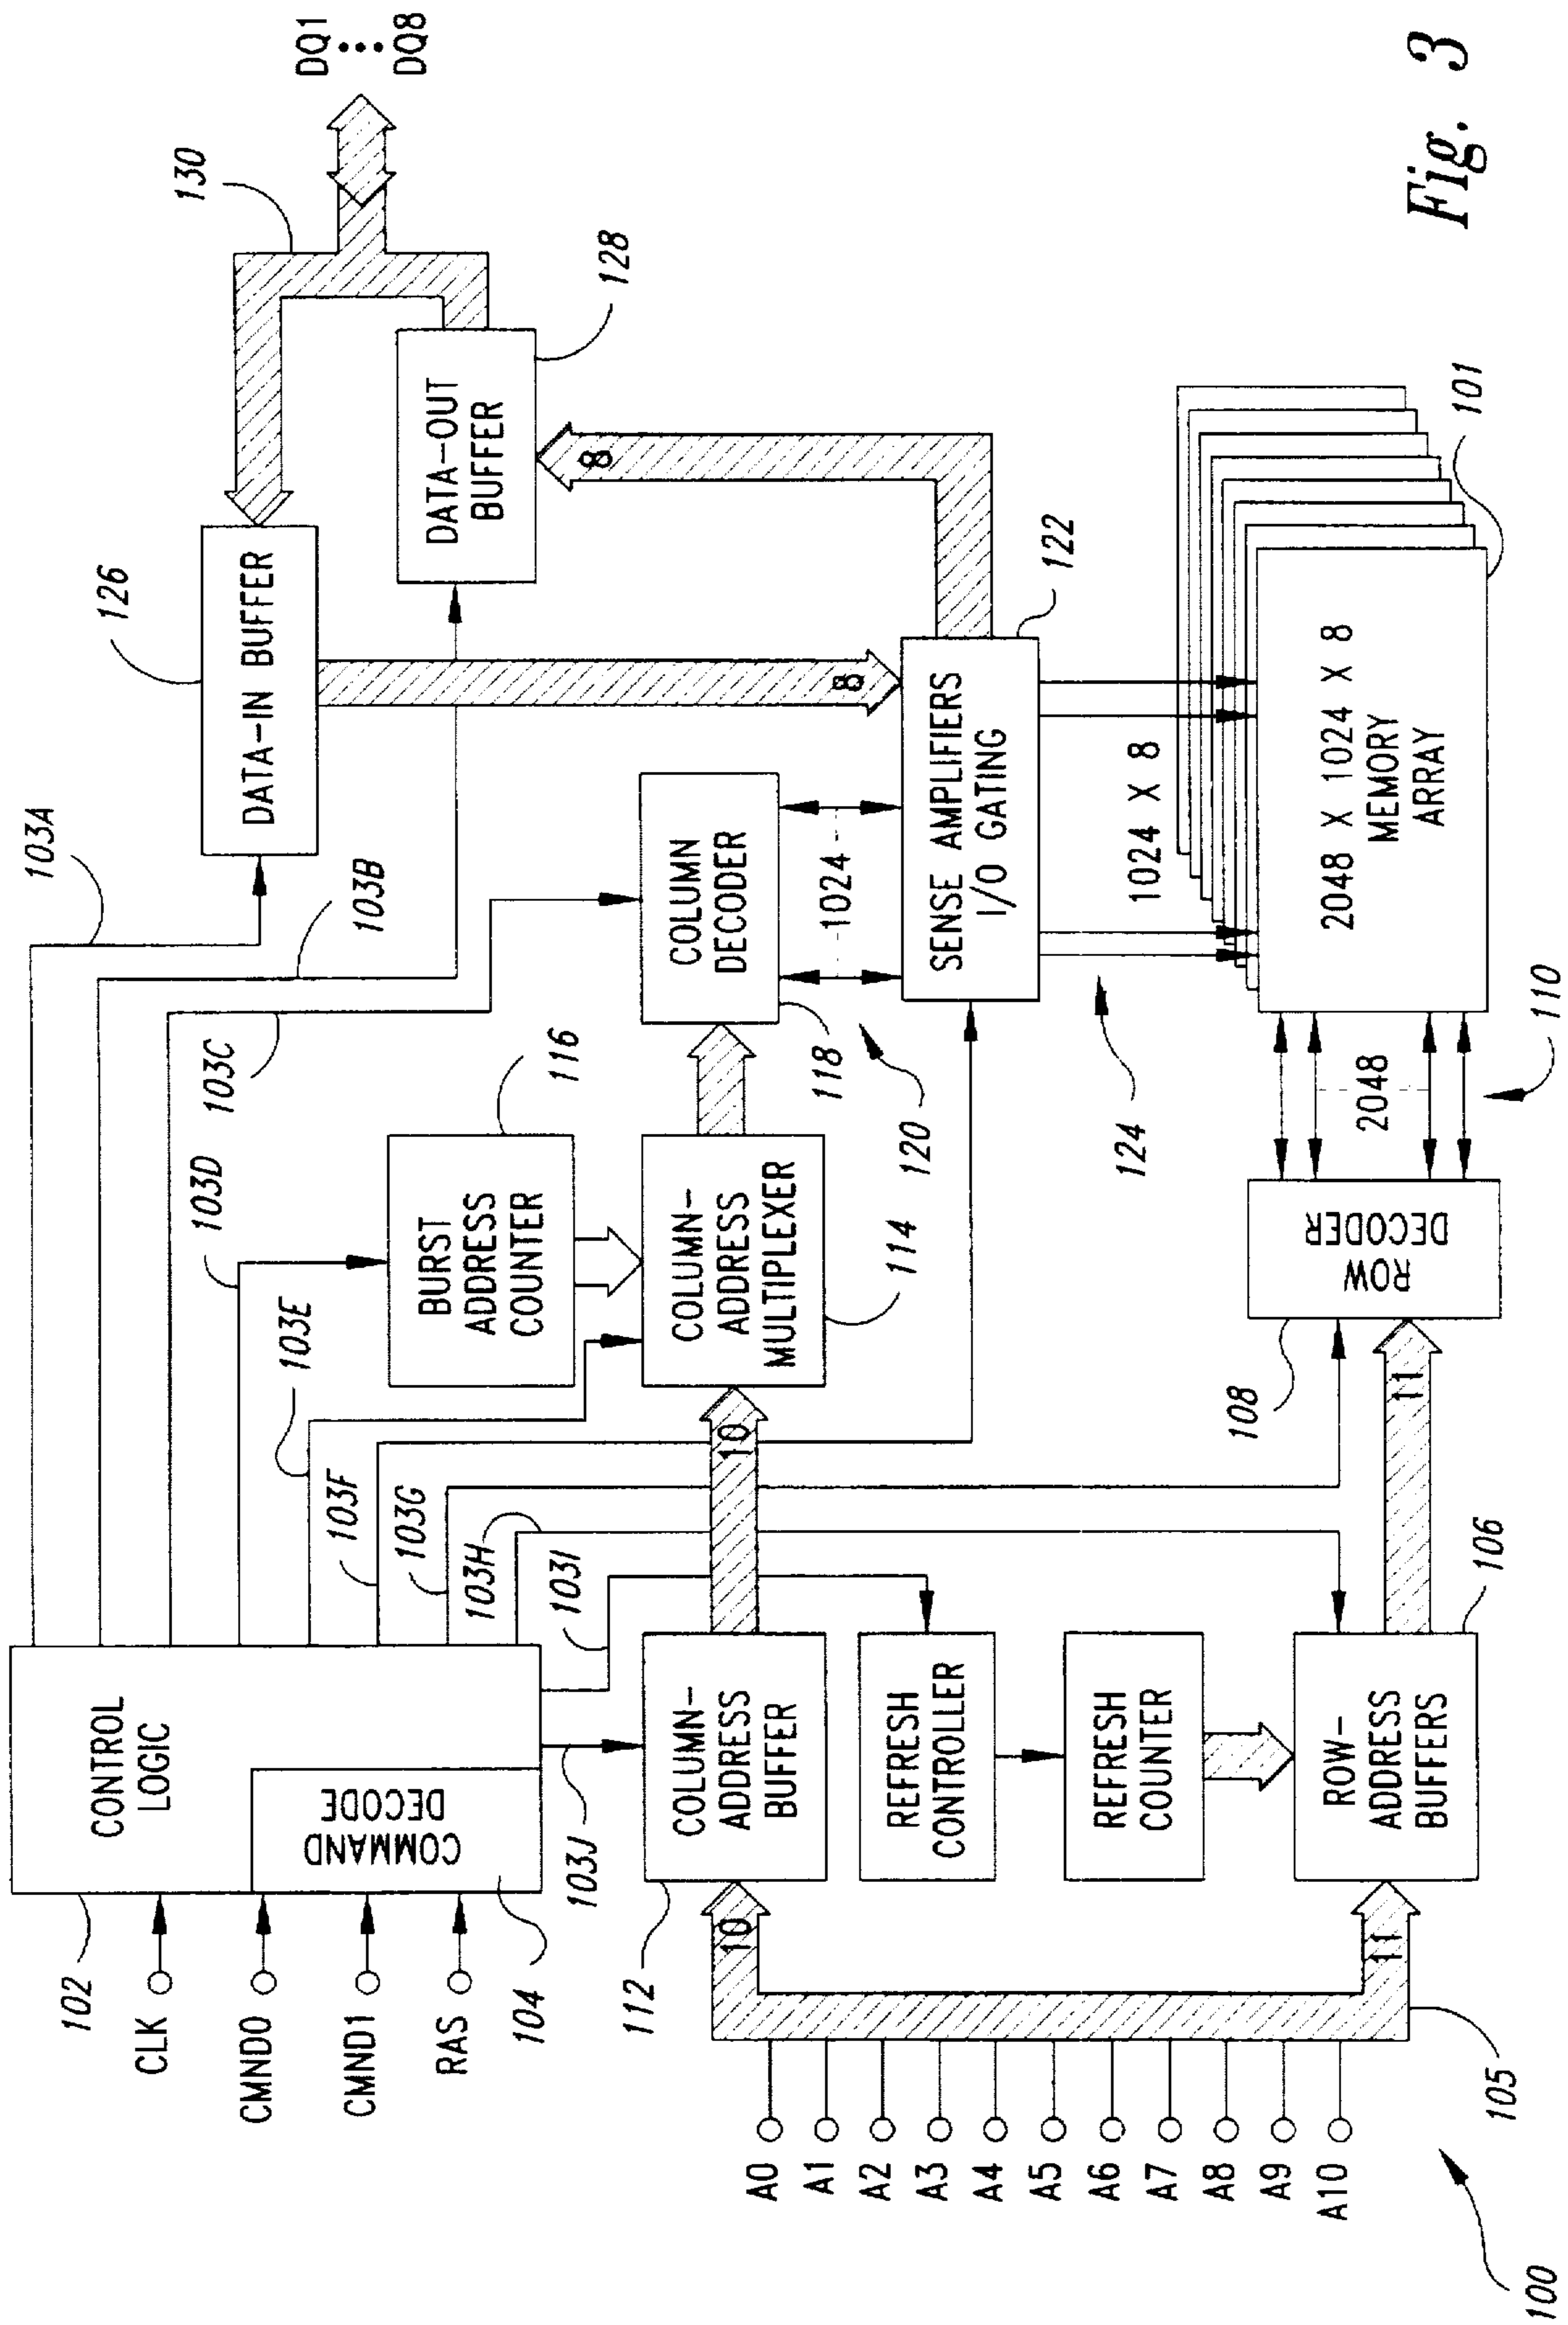 DQ1
DQ8
130
126
DATA-IN BUFFER
128
DATA-OUT
BUFFER
8
8
103A
103B
103C
103D
103E
103F
103G
103H
103I
103J
CONTROL
LOGIC
COMMAND
DECODE
102
104
CLK
CMND0
CMND1
RAS
BURST
ADDRESS
COUNTER
116
COLUMN-
ADDRESS
MULTIPLEXER
114
COLUMN
DECODER
118
1024
120
SENSE AMPLIFIERS
I/O GATING
122
1024 X 8
124
2048 X 1024 X 8
MEMORY
ARRAY
101
2048
110
ROW
DECODER
108
COLUMN-
ADDRESS
BUFFER
112
10
10
REFRESH
CONTROLLER
REFRESH
COUNTER
ROW-
ADDRESS
BUFFERS
106
11
11
A0
A1
A2
A3
A4
A5
A6
A7
A8
A9
A10
105
100
Fig. 3